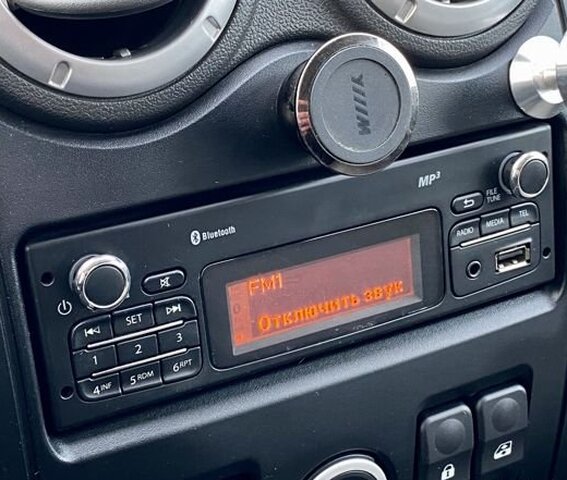 MP3
Bluetooth
FILE
TUNE
RADIO
MEDIA
TEL
FM1
Отключить звук
SET
1
2
3
4 INF
5 RDM
6 RPT